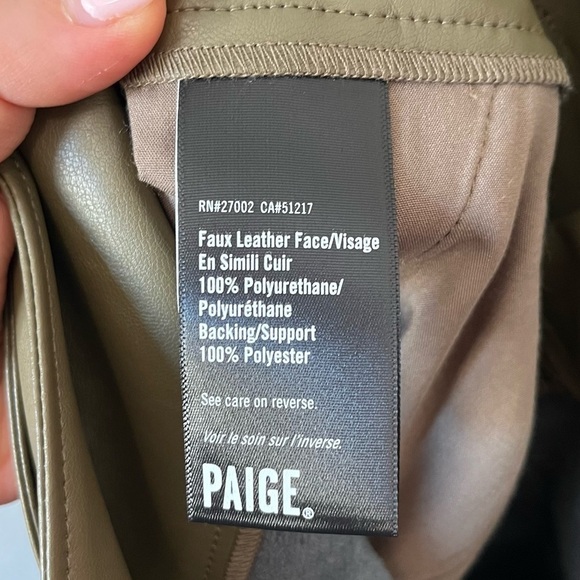 RN#27002 CA#51217
Faux Leather Face/Visage
En Simili Cuir
100% Polyurethane/
Polyuréthane
Backing/Support
100% Polyester
See care on reverse.
Voir le soin sur l'inverse.
PAIGE®